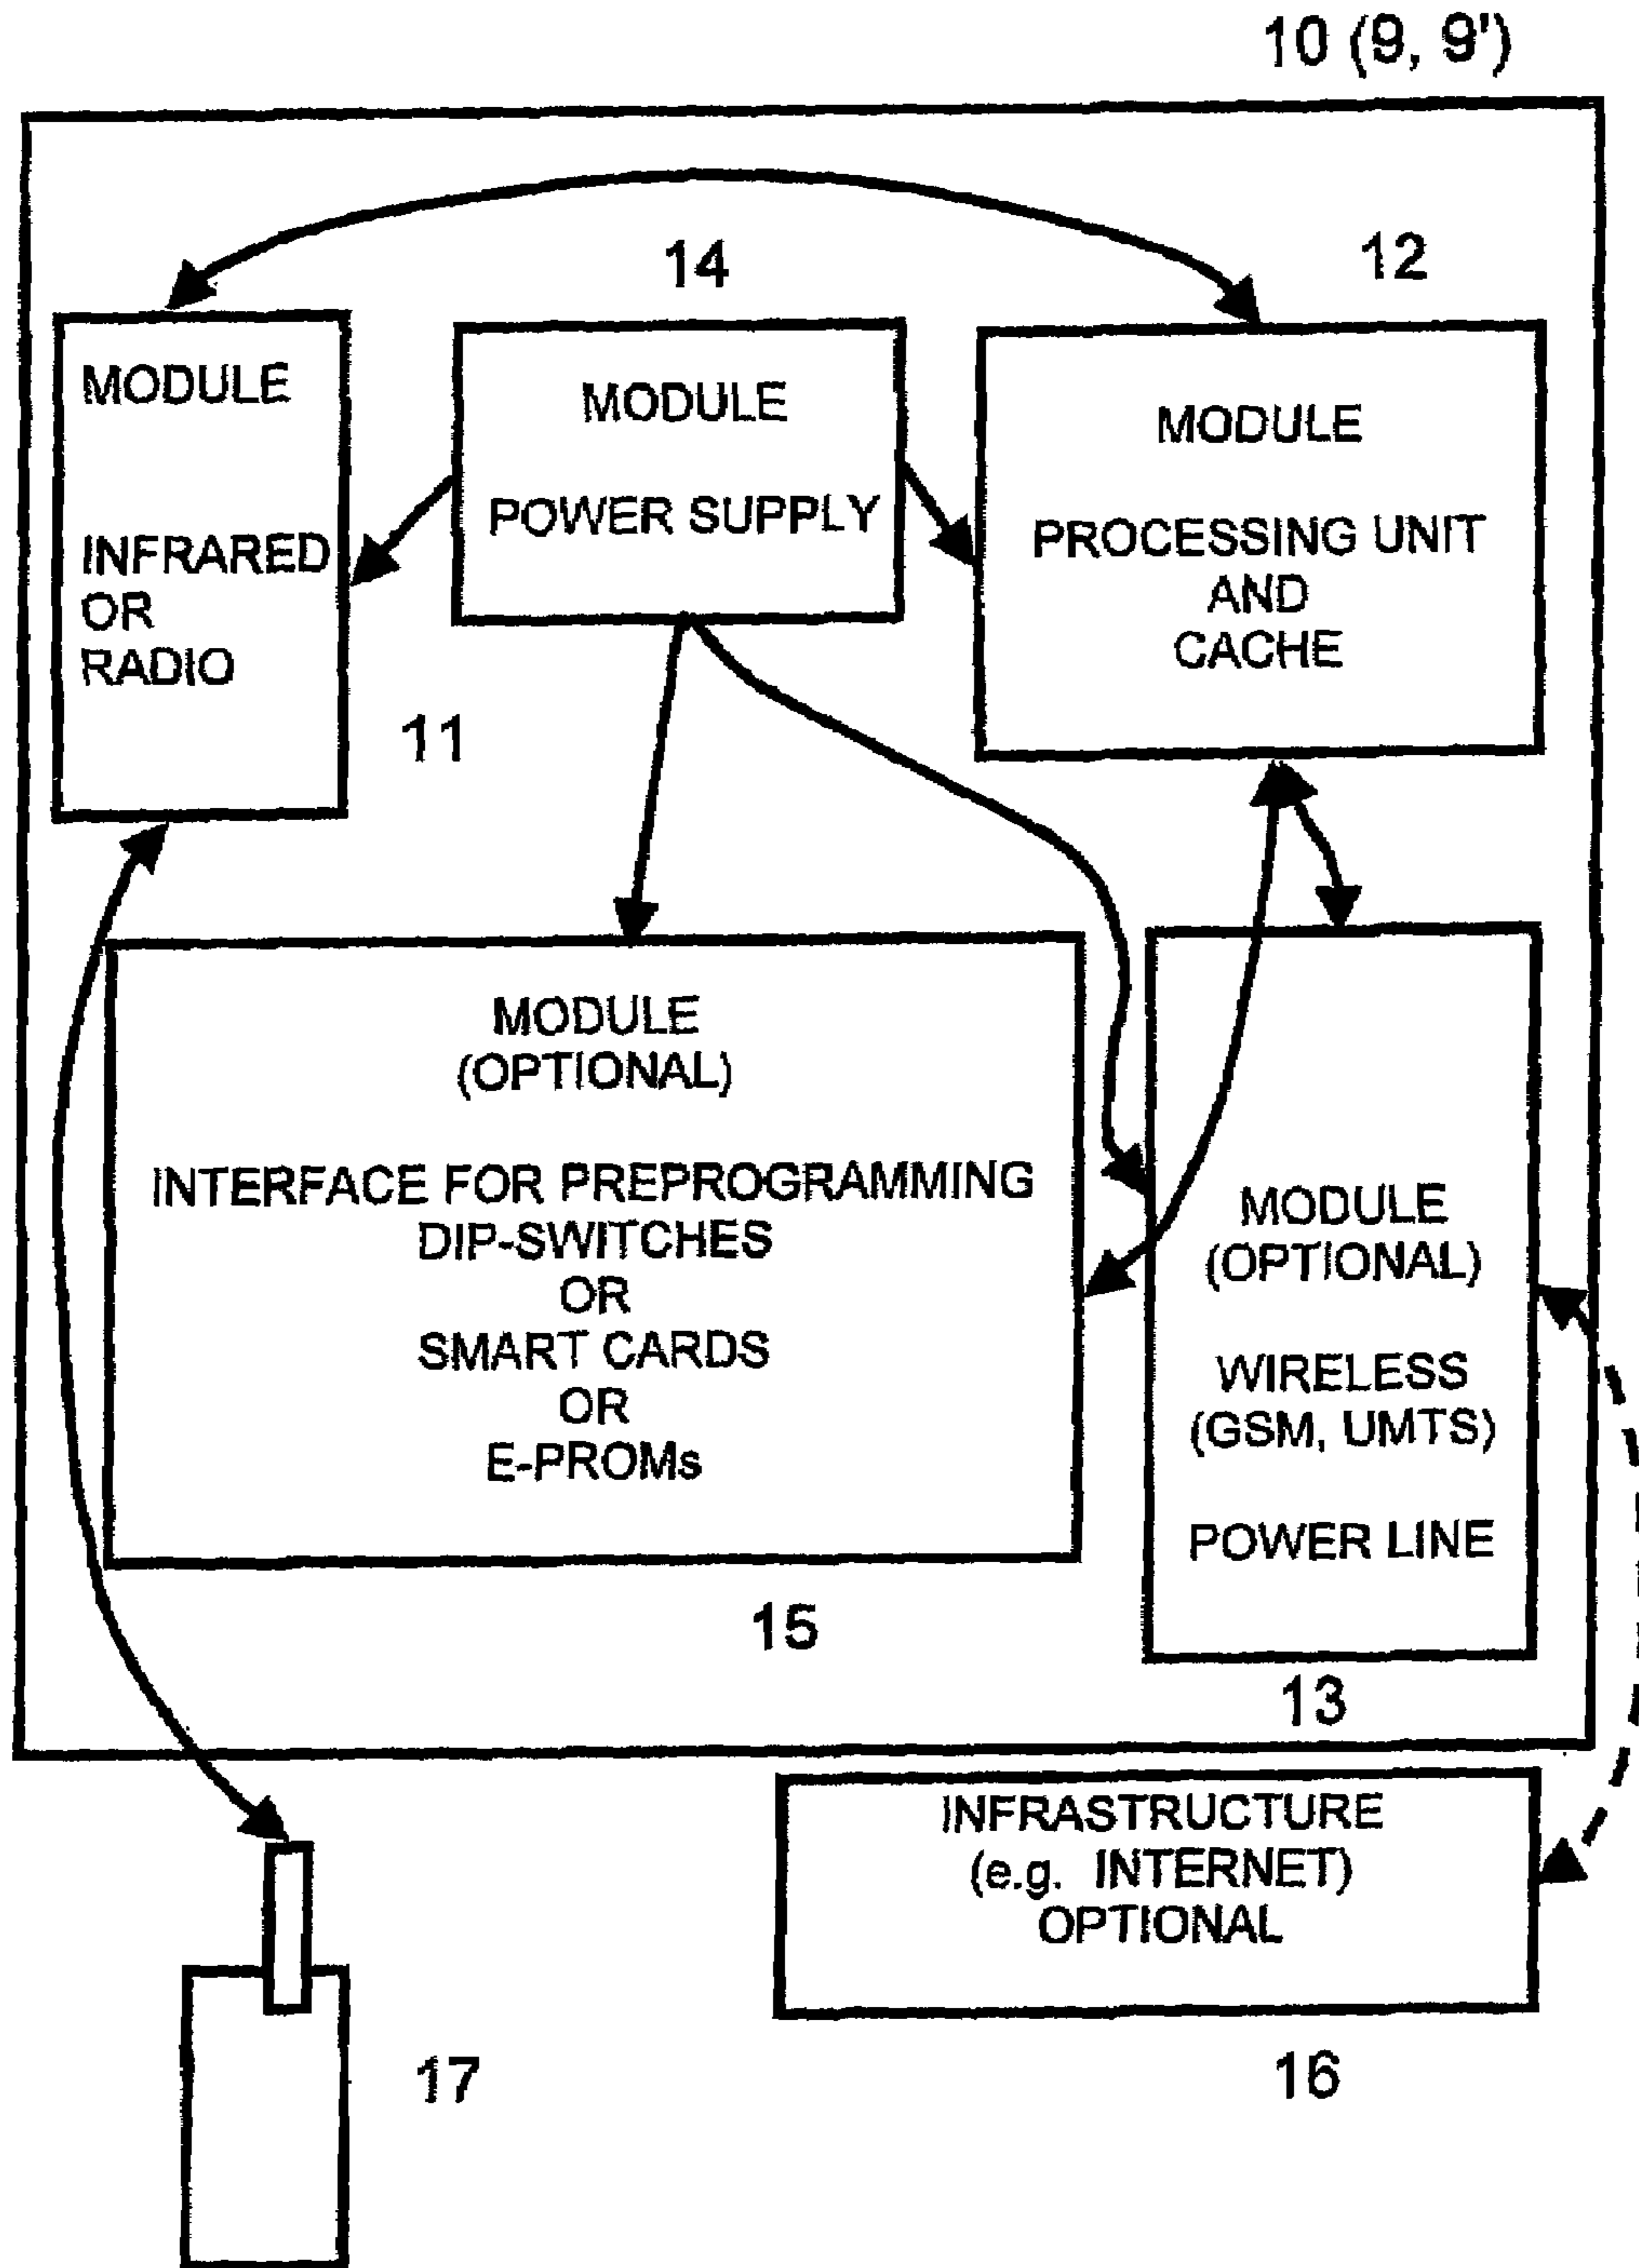 10 (9, 9')
14
12
MODULE
INFRARED
OR
RADIO
11
MODULE
POWER SUPPLY
MODULE
PROCESSING UNIT
AND
CACHE
MODULE
(OPTIONAL)
INTERFACE FOR PREPROGRAMMING
DIP-SWITCHES
OR
SMART CARDS
OR
E-PROMs
15
MODULE
(OPTIONAL)
WIRELESS
(GSM, UMTS)
POWER LINE
13
INFRASTRUCTURE
(e.g. INTERNET)
OPTIONAL
16
17